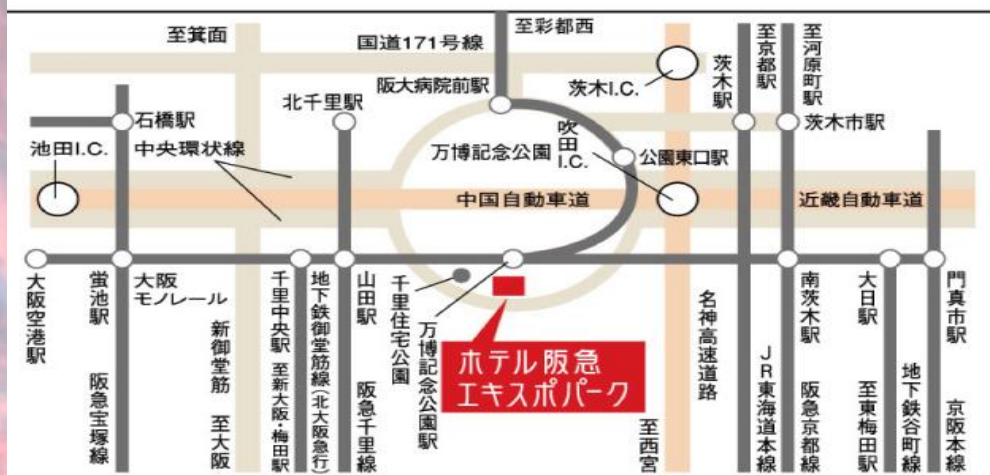 至箕面
国道171号線
至彩都西
至京都駅
至河原町駅
阪大病院前駅
茨木I.C.
茨木駅
北千里駅
石橋駅
池田I.C.
中央環状線
万博記念公園
吹田I.C.
公園東口駅
茨木市駅
中国自動車道
近畿自動車道
大阪空港駅
蛍池駅
阪急宝塚線
大阪
モノレール
新御堂筋
至大阪
千里中央駅
至新大阪・梅田駅
地下鉄御堂筋線(北大阪急行)
山田駅
阪急千里線
千里住宅公園
万博記念公園駅
ホテル阪急
エキスポパーク
至西宮
名神高速道路
JR東海道本線
南茨木駅
阪急京都線
大日駅
至東梅田駅
地下鉄谷町線
門真市駅
京阪本線